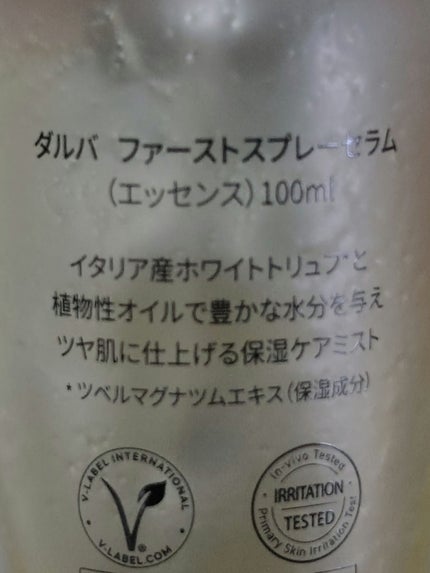 ダルバ ファーストスプレーセラム
(エッセンス)100ml
イタリア産ホワイトトリュフ*と
植物性オイルで豊かな水分を与え
ツヤ肌に仕上げる保湿ケアミスト
*ツベルマグナツムエキス(保湿成分)
V-LABEL INTERNATIONAL
V-LABEL.COM
®
In-vivo Tested
IRRITATION
TESTED
Primary Skin Irritation Test